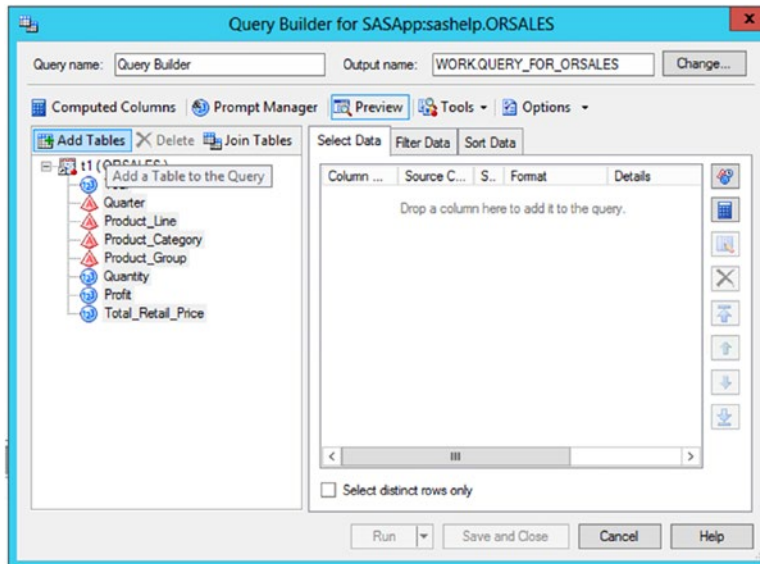 Query Builder for SASApp:sashelp.ORSALES
x
Query name: Query Builder Output name: WORK.QUERY_FOR_ORSALES Change...
Computed Columns Prompt Manager Preview Tools Options
Add Tables Delete Join Tables Select Data Filter Data Sort Data
t1 (ORSALES)
Add a Table to the Query
Quarter
Product_Line
Product_Category
Product_Group
Quantity
Profit
Total_Retail_Price
Column ... Source C... S.. Format Details
Drop a column here to add it to the query.
Select distinct rows only
Run Save and Close Cancel Help